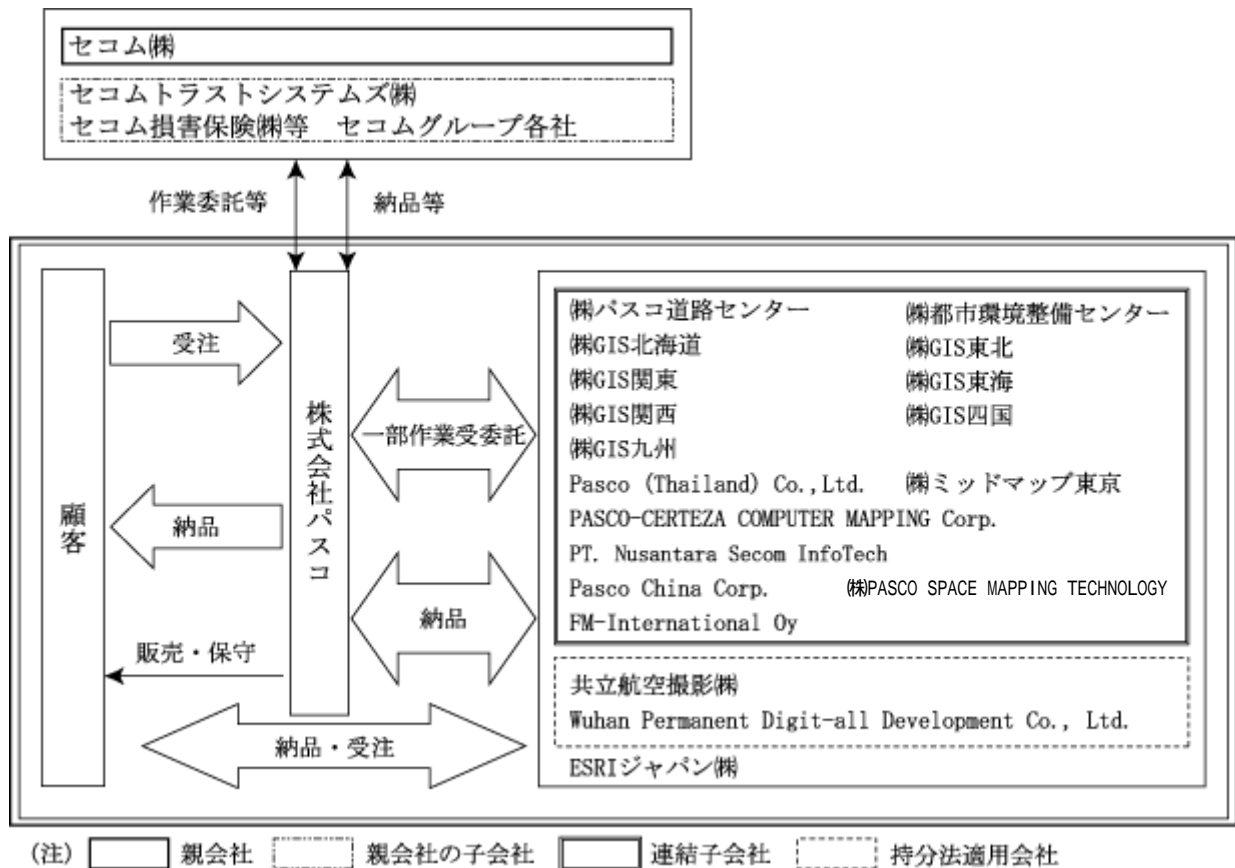 セコム㈱
セコムトラストシステムズ㈱
セコム損害保険㈱等　セコムグループ各社
作業委託等
納品等
顧客
受注
納品
販売・保守
納品・受注
株式会社パスコ
一部作業受委託
納品
㈱パスコ道路センター　㈱都市環境整備センター
㈱GIS北海道　㈱GIS東北
㈱GIS関東　㈱GIS東海
㈱GIS関西　㈱GIS四国
㈱GIS九州
Pasco (Thailand) Co.,Ltd.　㈱ミッドマップ東京
PASCO-CERTEZA COMPUTER MAPPING Corp.
PT. Nusantara Secom InfoTech
Pasco China Corp.　㈱PASCO SPACE MAPPING TECHNOLOGY
FM-International Oy
共立航空撮影㈱
Wuhan Permanent Digit-all Development Co., Ltd.
ESRIジャパン㈱
(注)　親会社　親会社の子会社　連結子会社　持分法適用会社